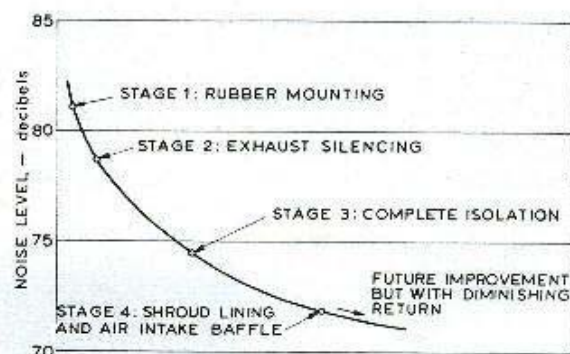 85
80
75
70
NOISE LEVEL, — decibels
STAGE 1: RUBBER MOUNTING
STAGE 2: EXHAUST SILENCING
STAGE 3: COMPLETE ISOLATION
FUTURE IMPROVEMENT
BUT WITH DIMINISHING
RETURN
STAGE 4: SHROUD LINING
AND AIR INTAKE BAFFLE